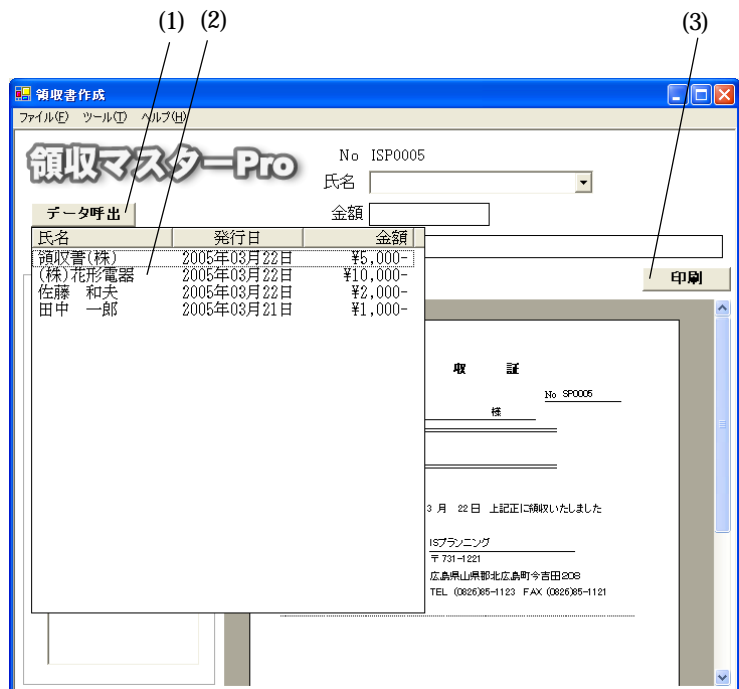 (1) (2) (3)
領収書作成
ファイル(F) ツール(T) ヘルプ(H)
領収マスターPro
No ISP0005
氏名
データ呼出
金額
氏名 発行日 金額
領収書(株) 2005年03月22日 ¥5,000-
(株)花形電器 2005年03月22日 ¥10,000-
佐藤 和夫 2005年03月22日 ¥2,000-
田中 一郎 2005年03月21日 ¥1,000-
印刷
収 証
No SP0005
様
3 月 22日 上記正に領収いたしました
ISプランニング
〒731-1221
広島県山県郡北広島町今吉田208
TEL (0826)85-1123 FAX (0826)85-1121